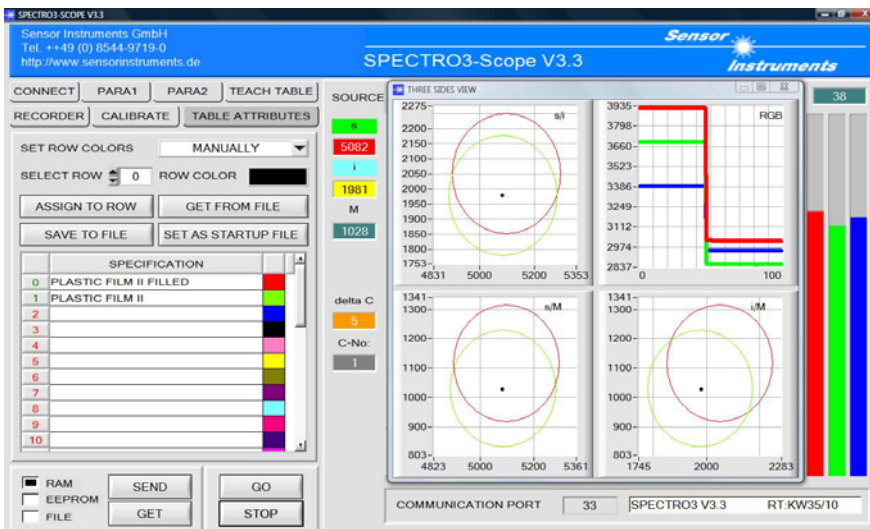 SPECTRO3-SCOPE V3.3
Sensor Instruments GmbH
Tel. ++49 (0) 8544-9719-0
http://www.sensorinstruments.de
SPECTRO3-Scope V3.3
Sensor
Instruments
CONNECT PARA1 PARA2 TEACH TABLE
RECORDER CALIBRATE TABLE ATTRIBUTES
SET ROW COLORS MANUALLY
SELECT ROW 0 ROW COLOR
ASSIGN TO ROW GET FROM FILE
SAVE TO FILE SET AS STARTUP FILE
SPECIFICATION
0 PLASTIC FILM II FILLED
1 PLASTIC FILM II
2
3
4
5
6
7
8
9
10
RAM
EEPROM
FILE
SEND GO
GET STOP
SOURCE
s
5082
i
1981
M
1028
delta C
5
C-No:
1
THREE SIDES VIEW
s/i
2275
2200
2150
2100
2050
2000
1950
1900
1850
1800
1753
4831 5000 5200 5353
RGB
3935
3798
3660
3523
3386
3249
3112
2974
2837
0 100
s/M
1341
1300
1200
1100
1000
900
803
4823 5000 5200 5361
i/M
1341
1300
1200
1100
1000
900
803
1745 2000 2283
38
COMMUNICATION PORT 33 SPECTRO3 V3.3 RT:KW35/10